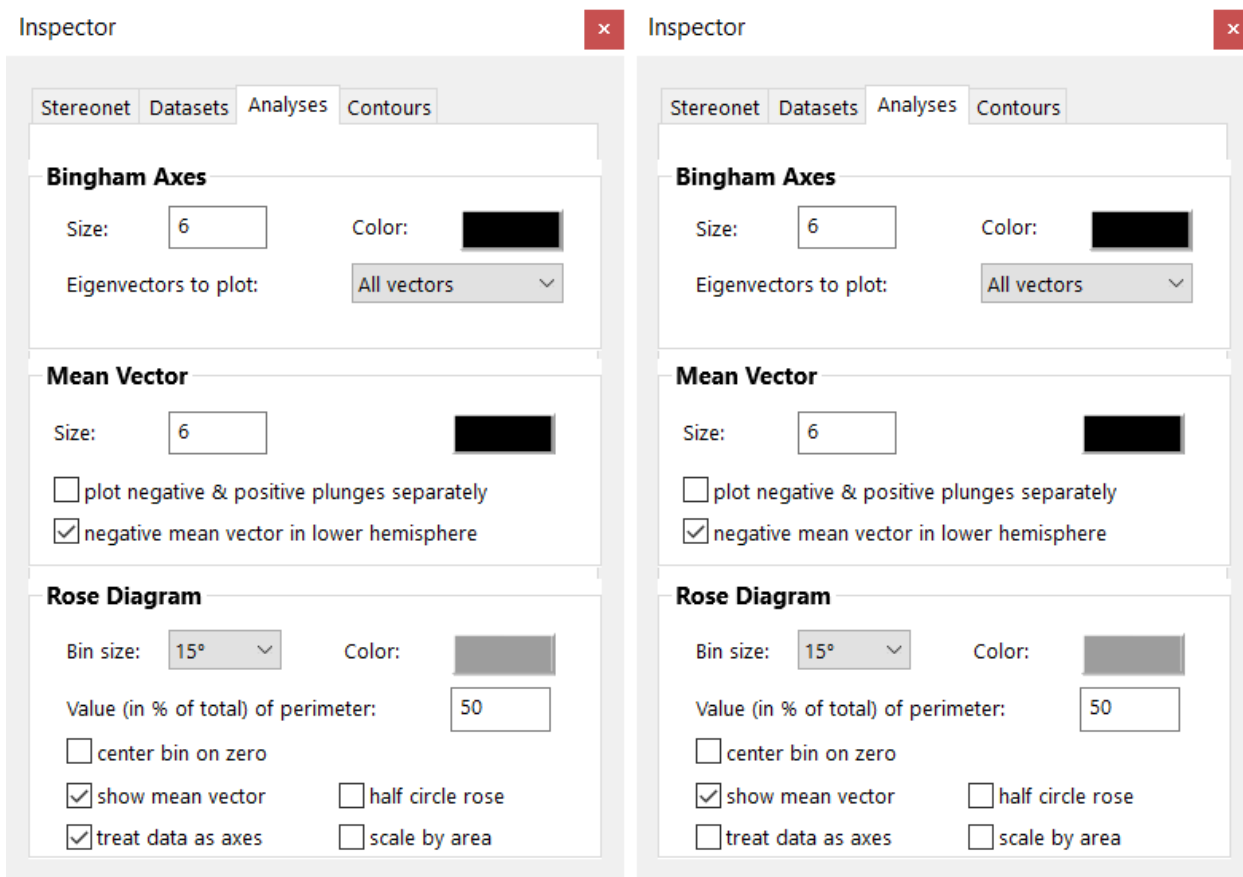 Inspector
×
Stereonet Datasets Analyses Contours
Bingham Axes
Size: 6 Color:
Eigenvectors to plot: All vectors
Mean Vector
Size: 6
plot negative & positive plunges separately
negative mean vector in lower hemisphere
Rose Diagram
Bin size: 15° Color:
Value (in % of total) of perimeter: 50
center bin on zero
show mean vector half circle rose
treat data as axes scale by area
Inspector
×
Stereonet Datasets Analyses Contours
Bingham Axes
Size: 6 Color:
Eigenvectors to plot: All vectors
Mean Vector
Size: 6
plot negative & positive plunges separately
negative mean vector in lower hemisphere
Rose Diagram
Bin size: 15° Color:
Value (in % of total) of perimeter: 50
center bin on zero
show mean vector half circle rose
treat data as axes scale by area